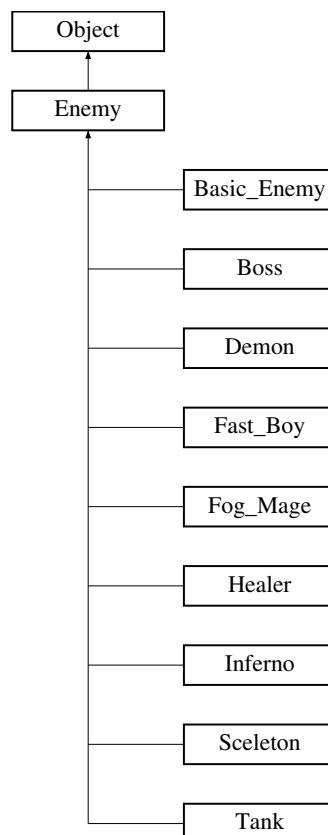 Object
Enemy
Basic_Enemy
Boss
Demon
Fast_Boy
Fog_Mage
Healer
Inferno
Sceleton
Tank